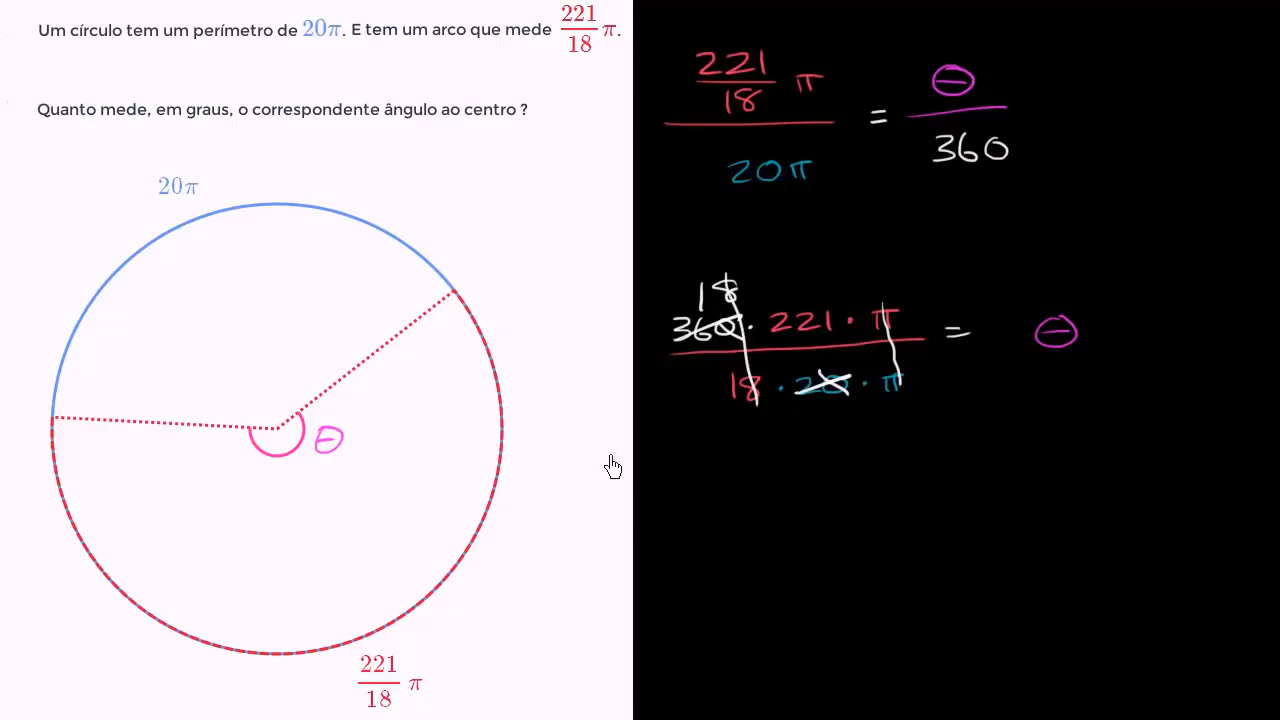 Um círculo tem um perímetro de 20π. E tem um arco que mede 221/18 π.
Quanto mede, em graus, o correspondente ângulo ao centro ?
20π
θ
221/18 π
221/18 π / 20π = θ / 360
18
360 · 221 · π / 18 · 20 · π = θ